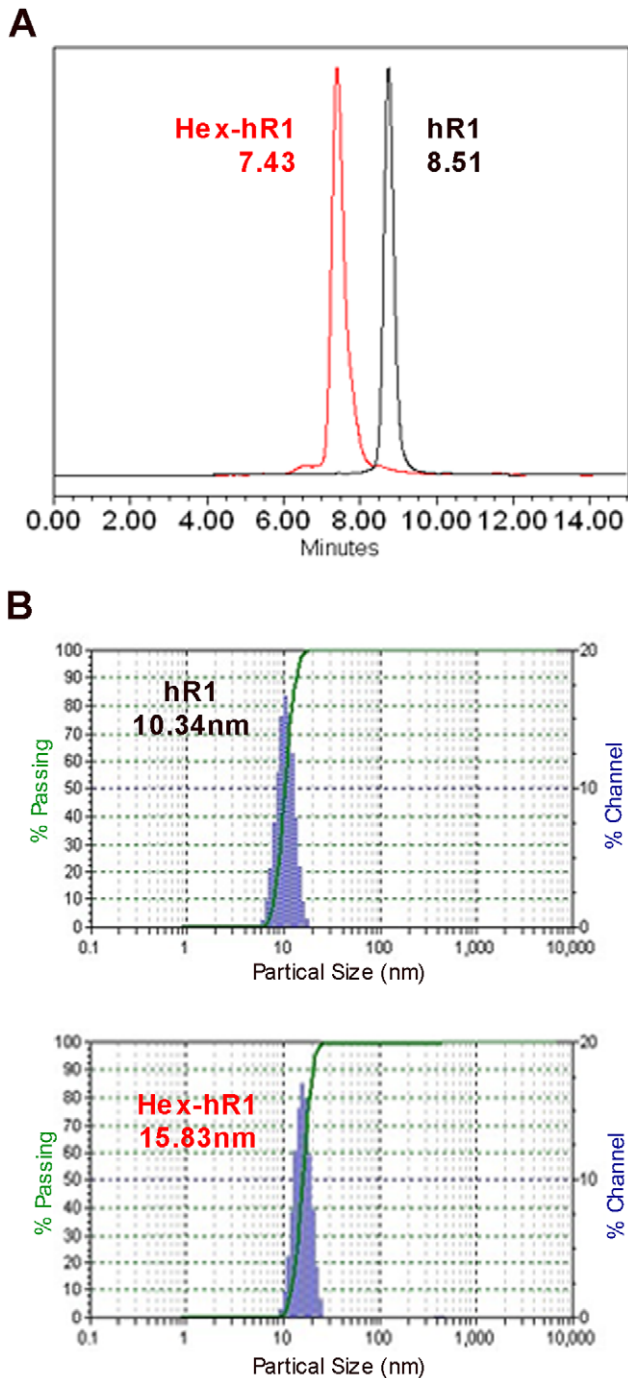 A
Hex-hR1
7.43
hR1
8.51
0.00 2.00 4.00 6.00 8.00 10.00 12.00 14.00
Minutes
B
100
90
80
70
60
50
40
30
20
10
0
% Passing
hR1
10.34nm
20
10
0
% Channel
0.1 1 10 100 1,000 10,000
Partical Size (nm)
100
90
80
70
60
50
40
30
20
10
0
% Passing
Hex-hR1
15.83nm
20
10
0
% Channel
0.1 1 10 100 1,000 10,000
Partical Size (nm)